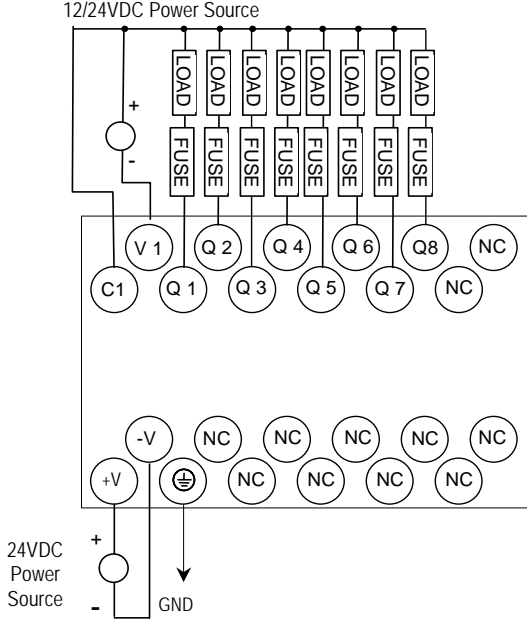 12/24VDC Power Source
LOAD LOAD LOAD LOAD LOAD LOAD LOAD LOAD
+
FUSE FUSE FUSE FUSE FUSE FUSE FUSE FUSE
-
V 1 Q 2 Q 4 Q 6 Q8 NC
C1 Q 1 Q 3 Q 5 Q 7 NC
-V NC NC NC NC NC
+V NC NC NC NC
24VDC
Power
Source
+
-
GND